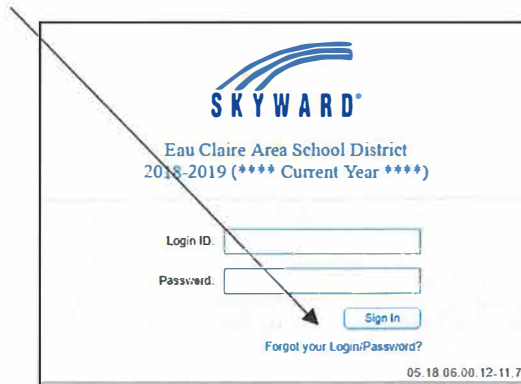 SKYWARD®
Eau Claire Area School District
2018-2019 (**** Current Year ****)
Login ID:
Password:
Sign In
Forgot your Login/Password?
05.18.06.00.12-11.7